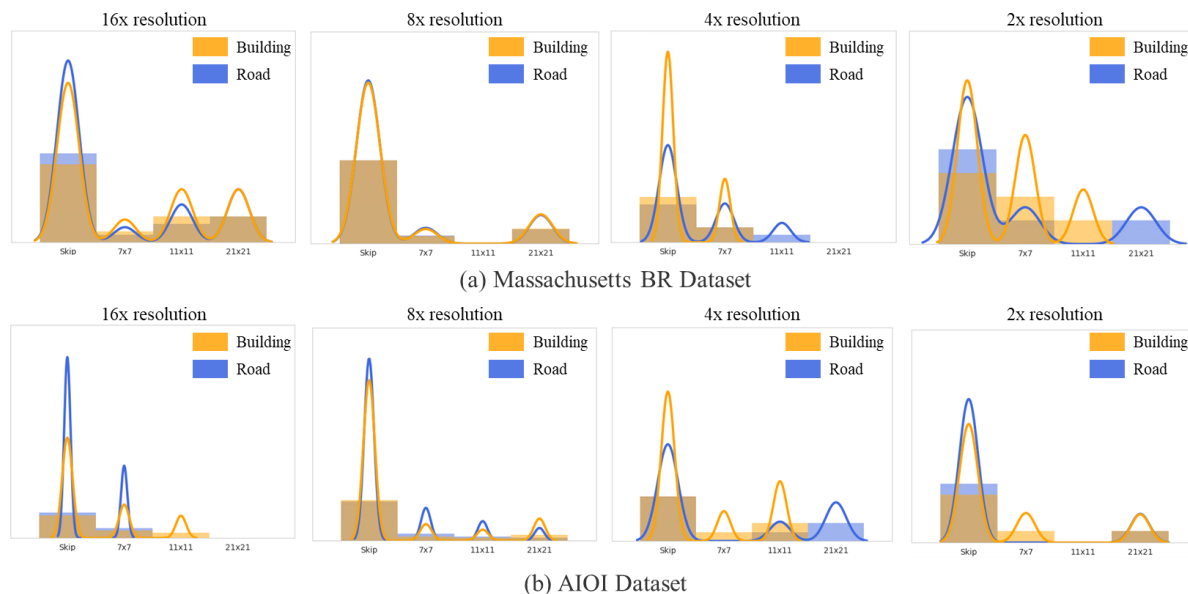 16x resolution 8x resolution 4x resolution 2x resolution
Building Building Building Building
Road Road Road Road
Skip 7x7 11x11 21x21 Skip 7x7 11x11 21x21 Skip 7x7 11x11 21x21 Skip 7x7 11x11 21x21
(a) Massachusetts BR Dataset
16x resolution 8x resolution 4x resolution 2x resolution
Building Building Building Building
Road Road Road Road
Skip 7x7 11x11 21x21 Skip 7x7 11x11 21x21 Skip 7x7 11x11 21x21 Skip 7x7 11x11 21x21
(b) AIOI Dataset